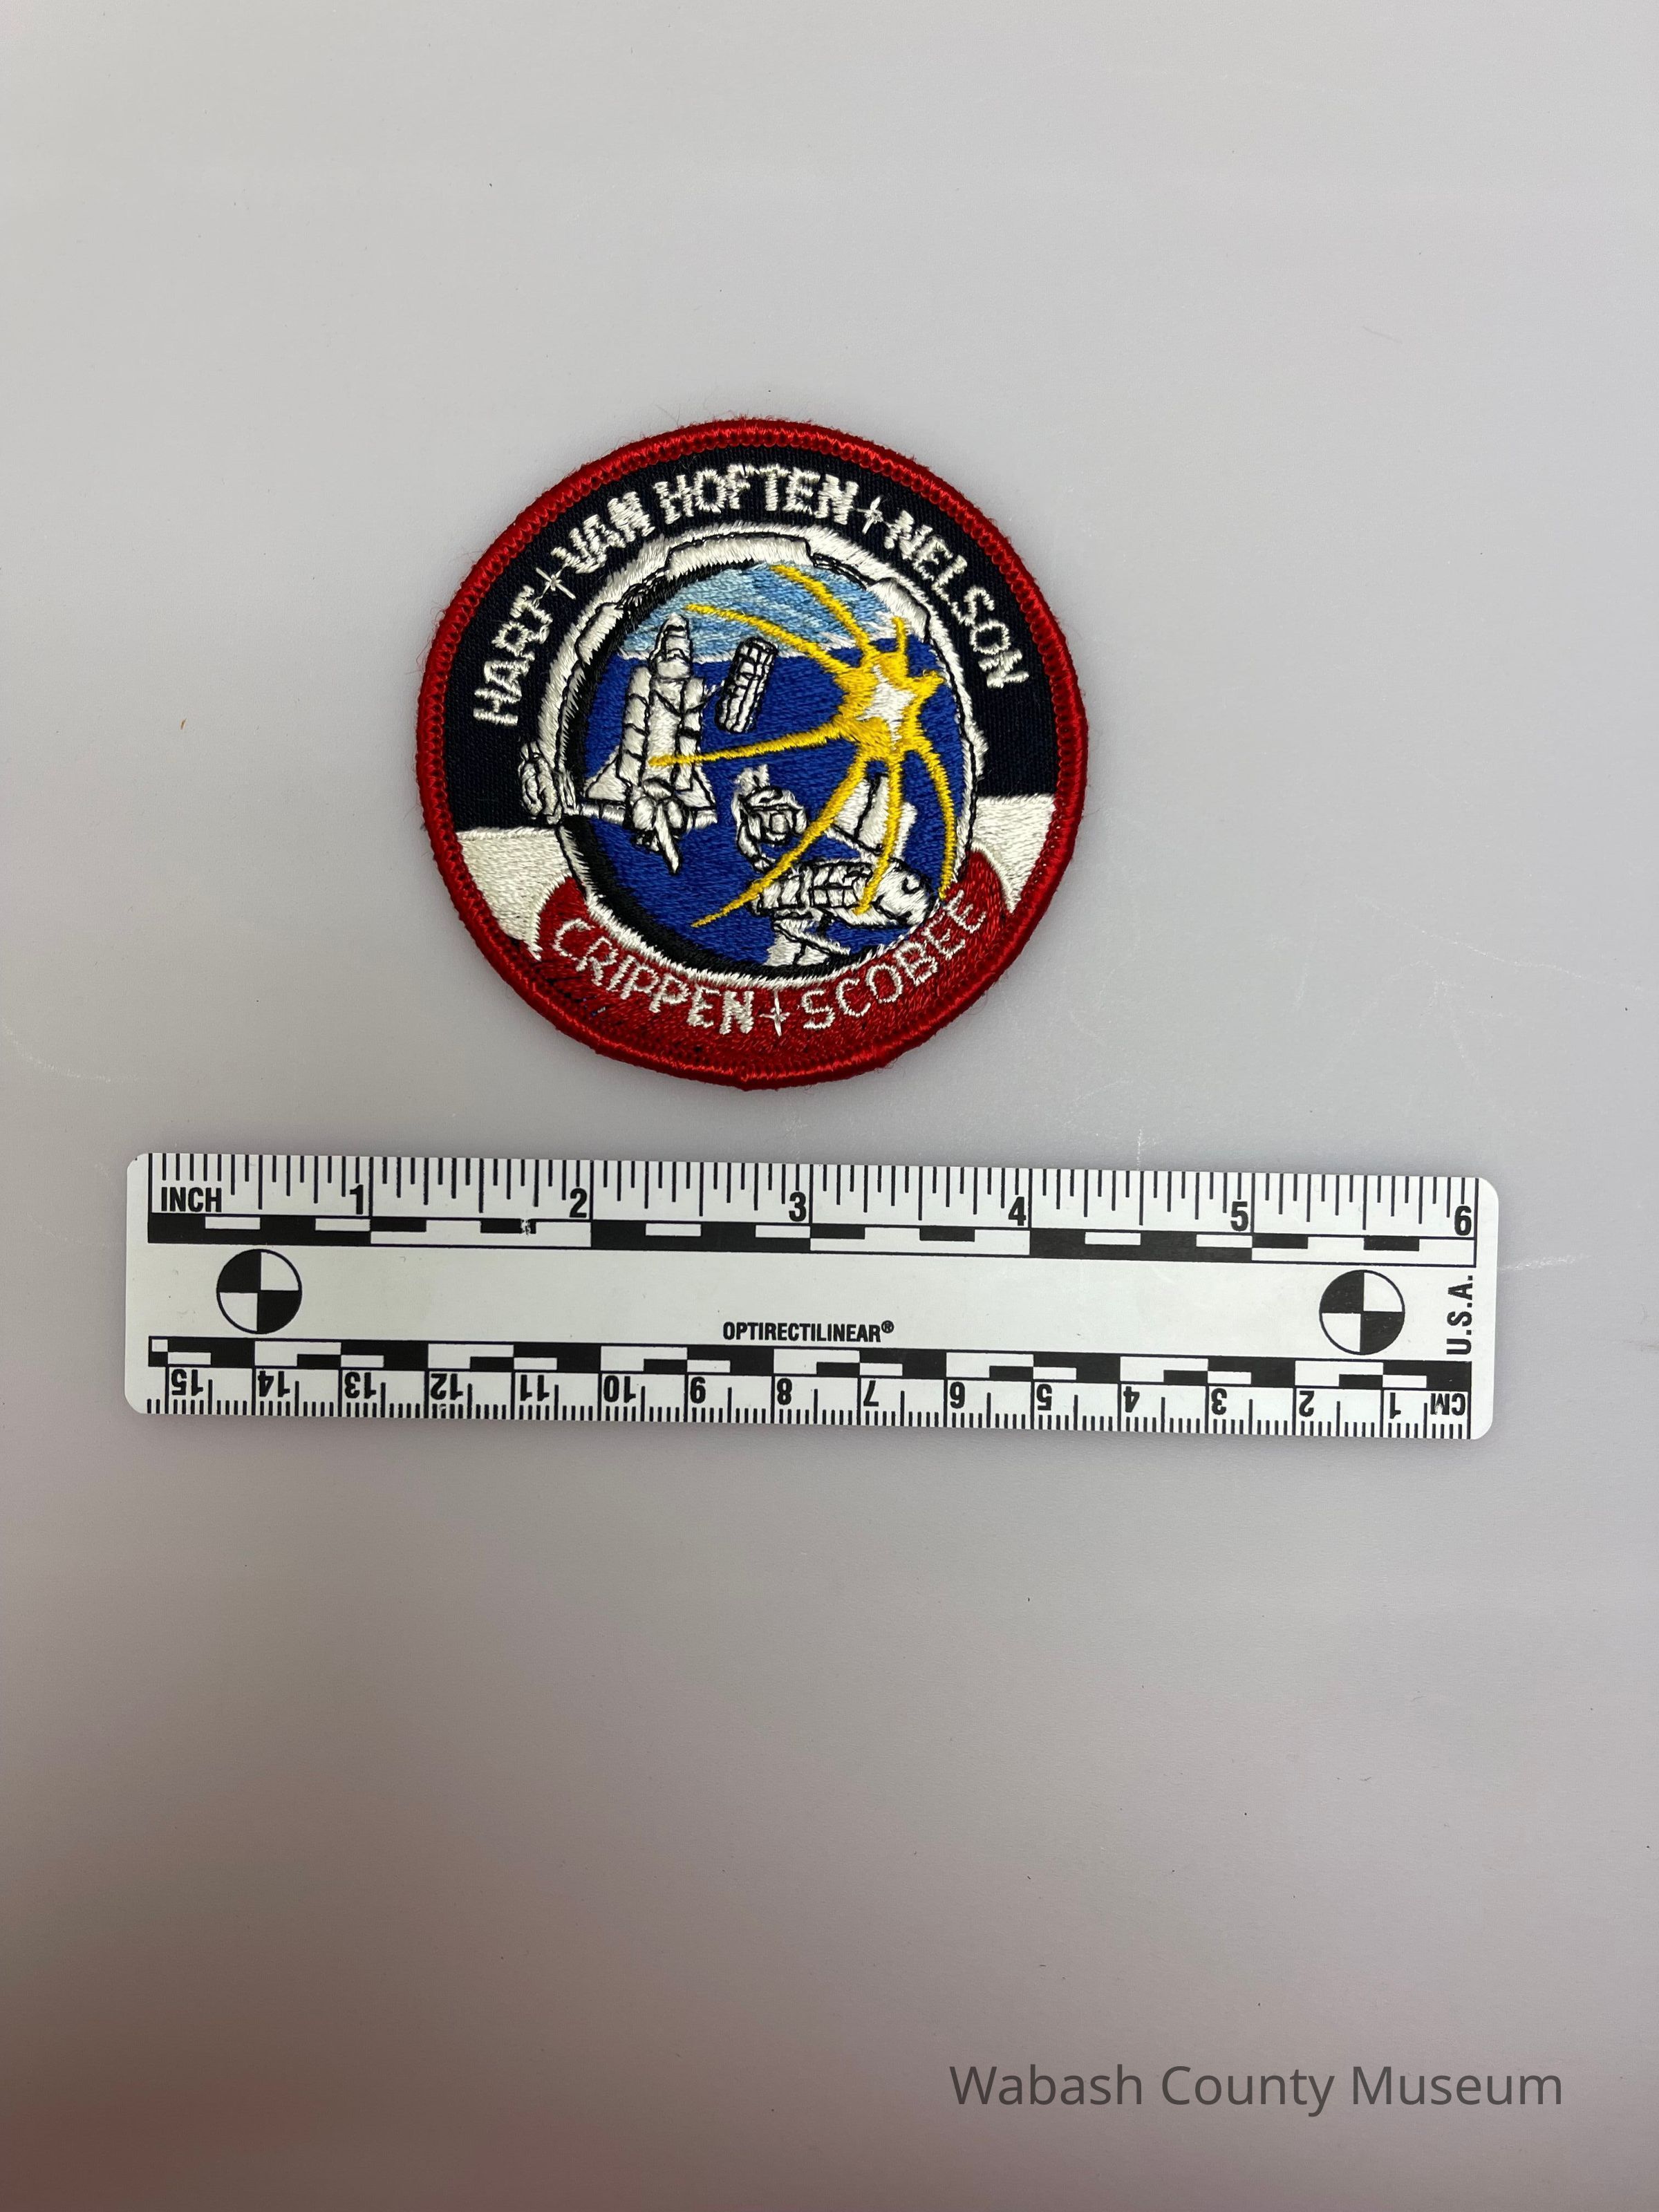 HART VAN HOFTEN NELSON
CRIPPEN SCOBEE
INCH 1 2 3 4 5 6
U.S.A.
OPTIRECTILINEAR®
15 14 13 12 11 10 9 8 7 6 5 4 3 2 1 CM
Wabash County Museum